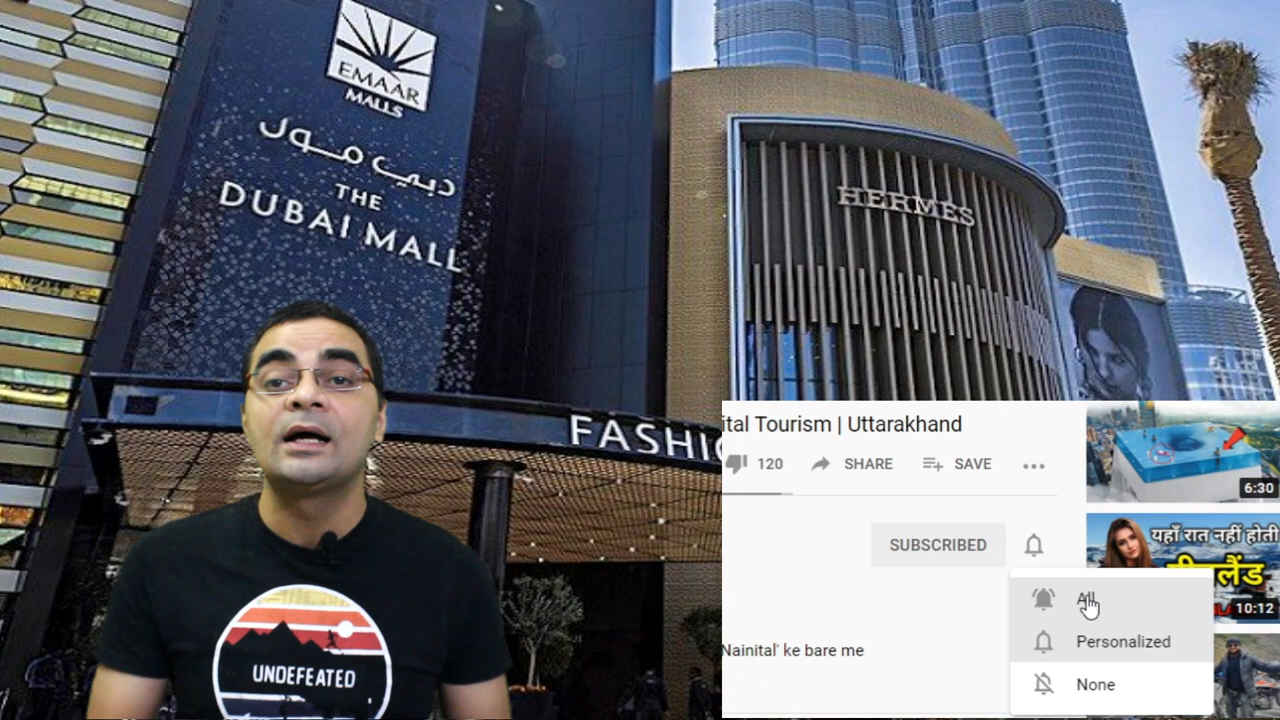 EMAAR
MALLS
دبي مول
THE
DUBAI MALL
HERMES
FASHIO
UNDEFEATED
ital Tourism | Uttarakhand
120 SHARE SAVE
6:30
SUBSCRIBED
यहाँ रात नहीं होती
लैंड
10:12
All
Personalized
None
Nainital' ke bare me